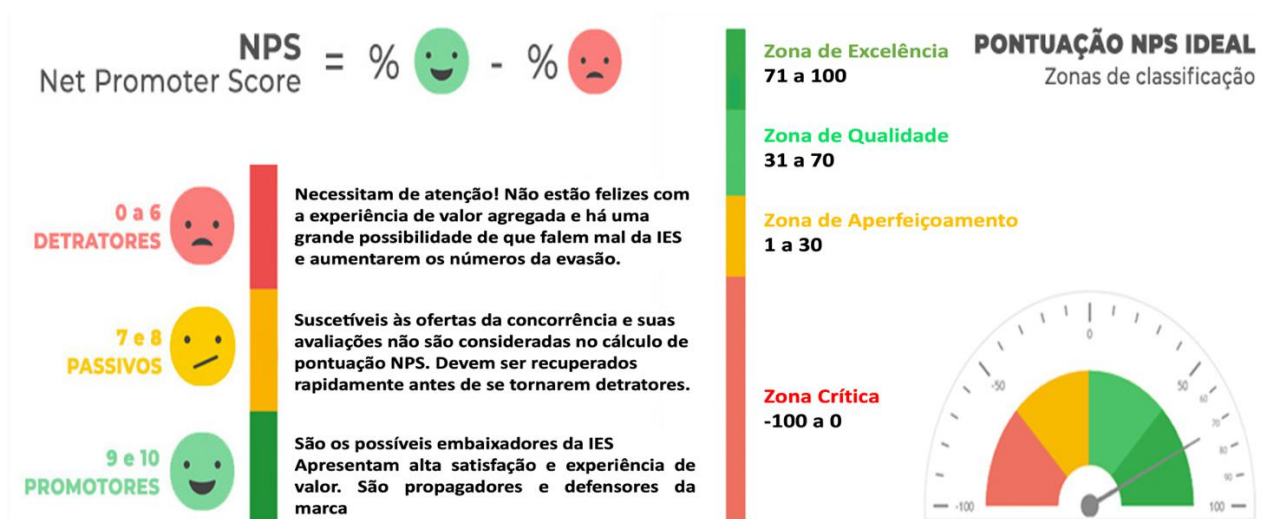 NPS
Net Promoter Score = % - %
0 a 6
DETRATORES
Necessitam de atenção! Não estão felizes com
a experiência de valor agregada e há uma
grande possibilidade de que falem mal da IES
e aumentarem os números da evasão.
7 e 8
PASSIVOS
Suscetíveis às ofertas da concorrência e suas
avaliações não são consideradas no cálculo de
pontuação NPS. Devem ser recuperados
rapidamente antes de se tornarem detratores.
9 e 10
PROMOTORES
São os possíveis embaixadores da IES
Apresentam alta satisfação e experiência de
valor. São propagadores e defensores da
marca
PONTUAÇÃO NPS IDEAL
Zonas de classificação
Zona de Excelência
71 a 100
Zona de Qualidade
31 a 70
Zona de Aperfeiçoamento
1 a 30
Zona Crítica
-100 a 0
-100
-50
0
50
60
70
80
90
100